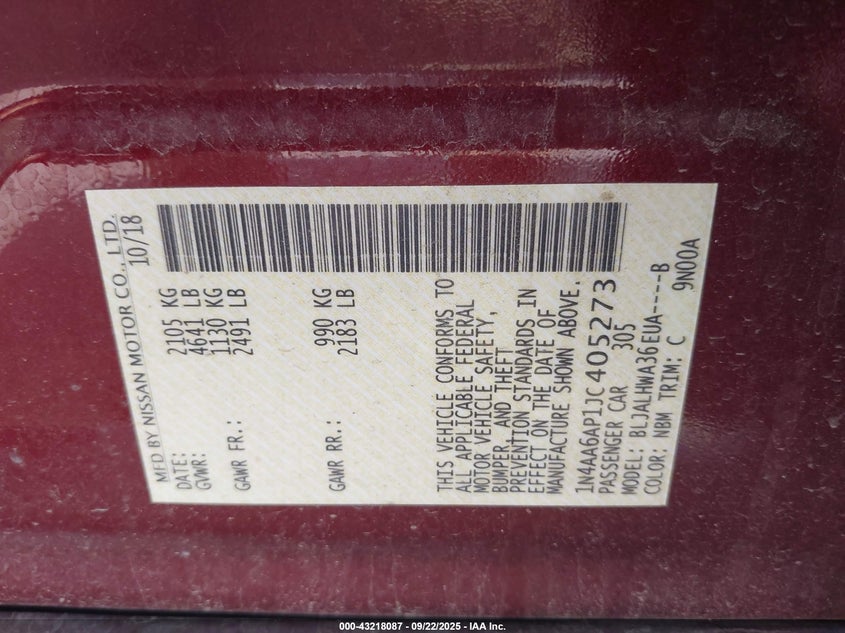 MFD BY NISSAN MOTOR CO., LTD.
DATE: 10/18
GVWR: 2105 KG
4641 LB
GAWR FR.: 1130 KG
2491 LB
GAWR RR.: 990 KG
2183 LB
THIS VEHICLE CONFORMS TO
ALL APPLICABLE FEDERAL
MOTOR VEHICLE SAFETY,
BUMPER, AND THEFT
PREVENTION STANDARDS IN
EFFECT ON THE DATE OF
MANUFACTURE SHOWN ABOVE.
1N4AA6AP1JC405273
PASSENGER CAR 305
MODEL: BLJALHWA36EUA----B
COLOR: NBM TRIM: C 9N00A
000-43218087 - 09/22/2025 - IAA Inc.